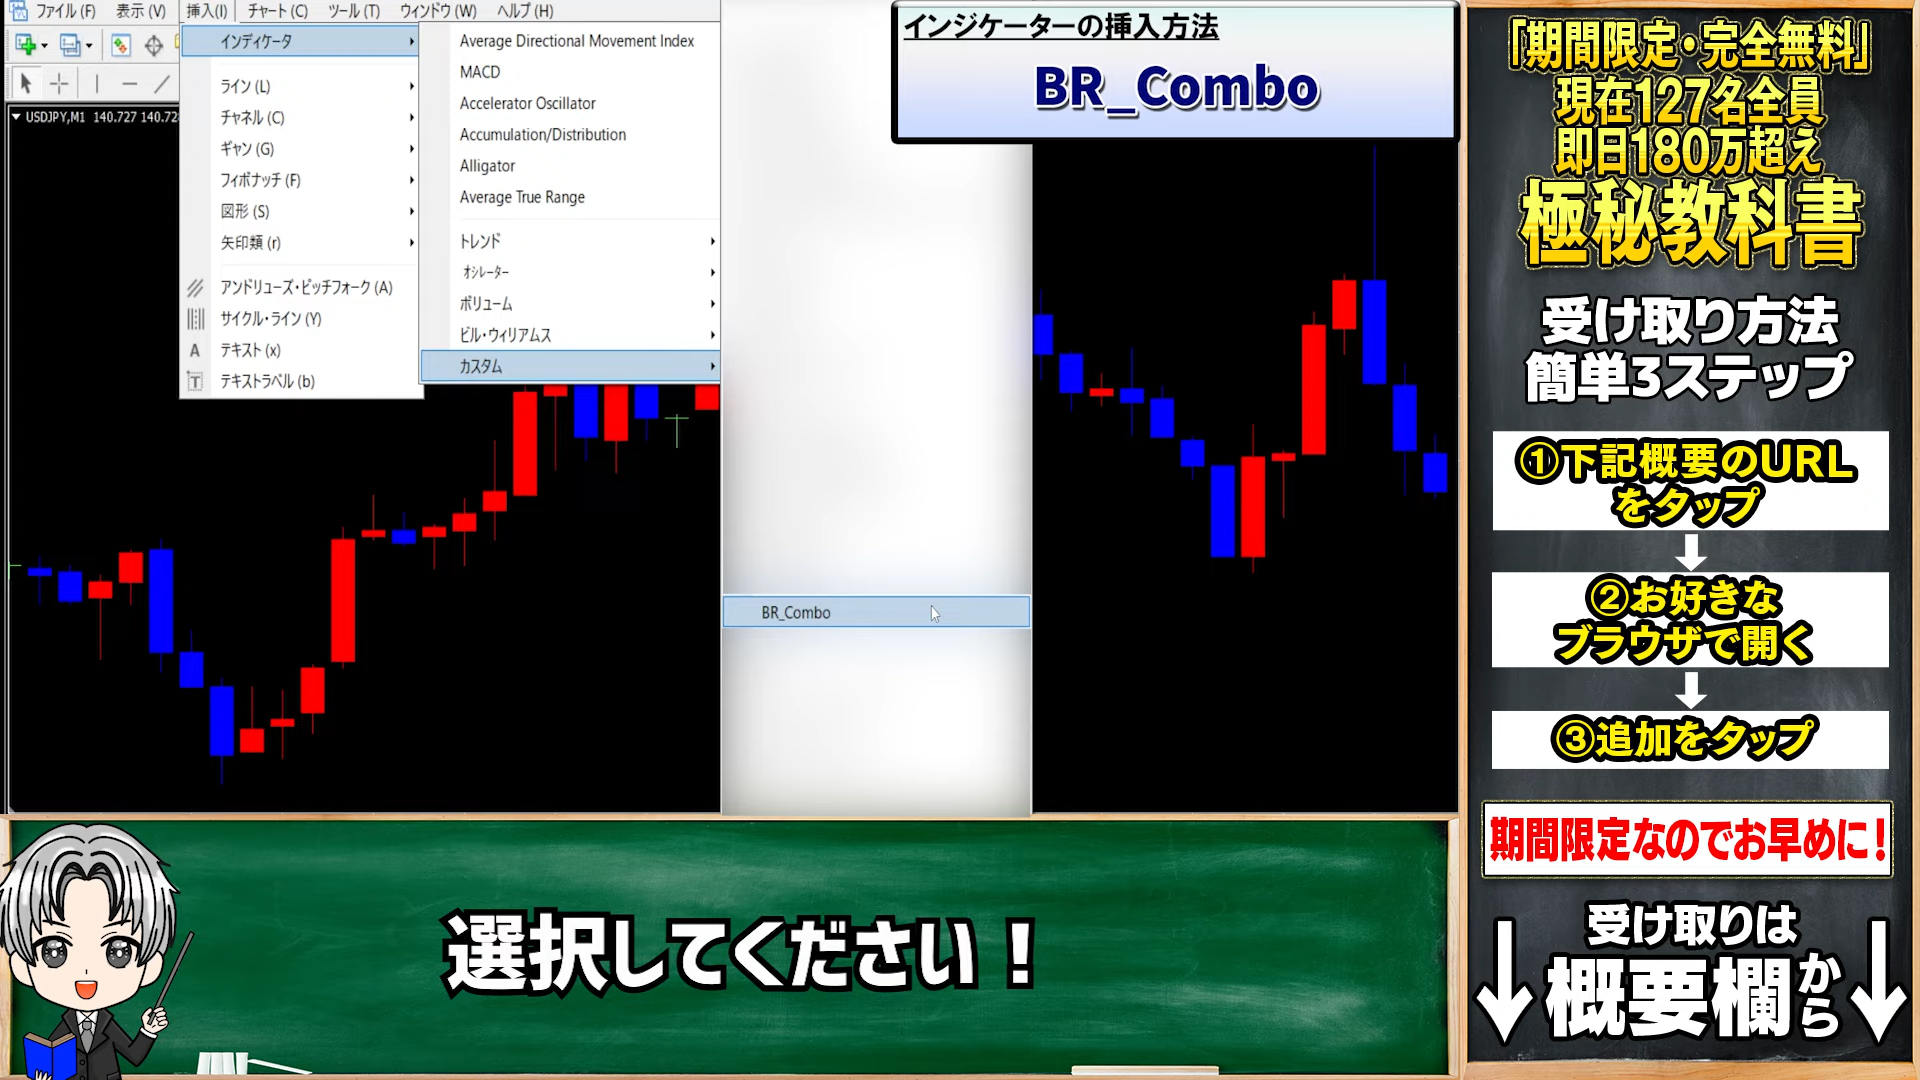 ファイル (F) 表示 (V) 挿入(I) チャート (C) ツール (T) ウィンドウ (W) ヘルプ (H)
USDJPY,M1 140.727 140.72
インディケータ
ライン (L)
チャネル (C)
ギャン (G)
フィボナッチ (F)
図形 (S)
矢印類 (r)
アンドリューズ・ピッチフォーク (A)
サイクル・ライン (Y)
A テキスト (x)
T テキストラベル (b)
Average Directional Movement Index
MACD
Accelerator Oscillator
Accumulation/Distribution
Alligator
Average True Range
トレンド
オシレーター
ボリューム
ビル・ウィリアムス
カスタム
BR_Combo
インジケーターの挿入方法
BR_Combo
選択してください！
「期間限定・完全無料」
現在127名全員
即日180万超え
極秘教科書
受け取り方法
簡単3ステップ
①下記概要のURL
をタップ
②お好きな
ブラウザで開く
③追加をタップ
期間限定なのでお早めに！
受け取りは
概要欄から